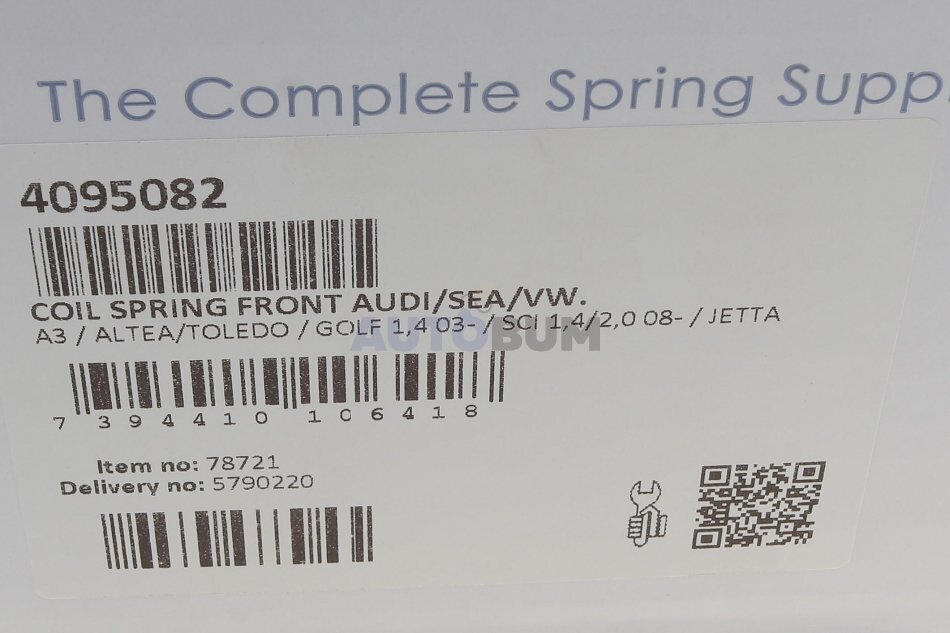 The Complete Spring Supp
4095082
COIL SPRING FRONT AUDI/SEA/VW.
A3 / ALTEA/TOLEDO / GOLF 1,4 03- / SCI 1,4/2,0 08- / JETTA
AUTOBUM
7 394410 106418
Item no: 78721
Delivery no: 5790220